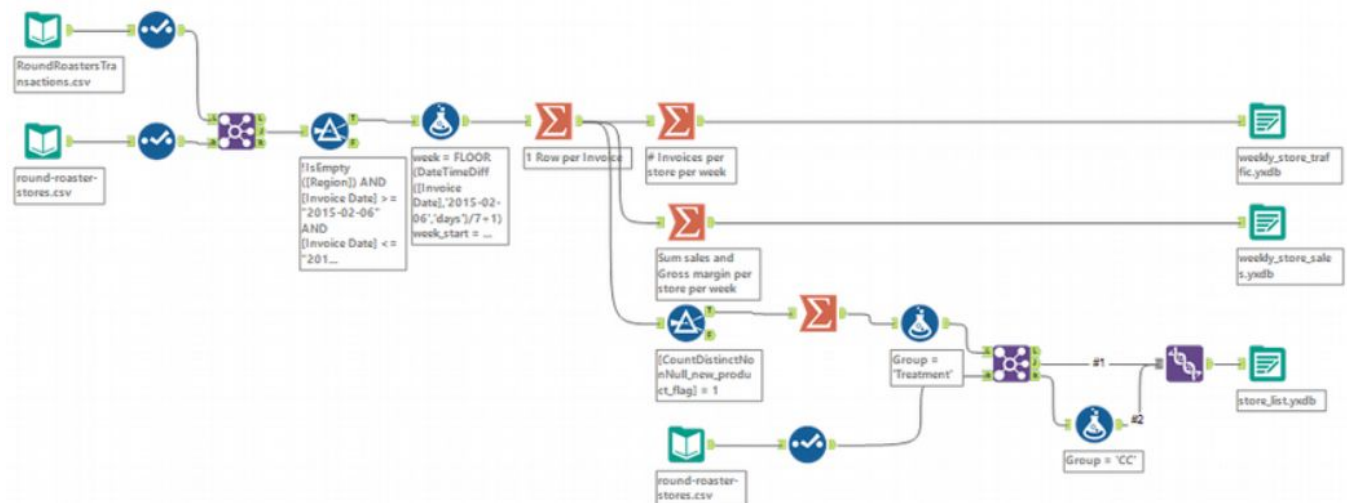 RoundRoastersTra
nsactions.csv
round-roaster-
stores.csv
!IsEmpty
([Region]) AND
[Invoice Date] >=
"2015-02-06"
AND
[Invoice Date] <=
"201...
week = FLOOR
(DateTimeDiff
([Invoice
Date],'2015-02-
06','days')/7+1)
week_start = ...
1 Row per Invoice
# Invoices per
store per week
weekly_store_traf
fic.yxdb
Sum sales and
Gross margin per
store per week
weekly_store_sale
s.yxdb
[CountDistinctNo
nNull_new_produ
ct_flag] = 1
Group =
'Treatment'
#1
#2
Group = 'CC'
store_list.yxdb
round-roaster-
stores.csv